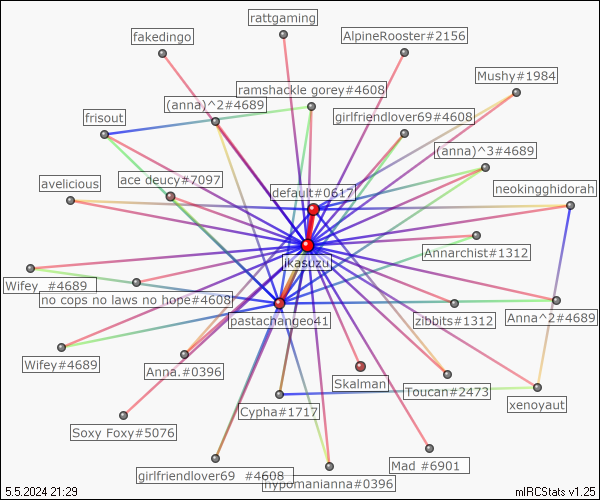 rattgaming
fakedingo
AlpineRooster#2156
Mushy#1984
ramshackle gorey#4608
(anna)^2#4689
girlfriendlover69#4608
frisout
(anna)^3#4689
ace deucy#7097
default#0617
avelicious
neokingghidorah
Annarchist#1312
ikasuzu
Wifey_ #4689
no cops no laws no hope#4608
pastachangeo41
zibbits#1312
Anna^2#4689
Wifey#4689
Anna.#0396
Skalman
Toucan#2473
xenoyaut
Cypha#1717
Soxy Foxy#5076
Mad #6901
girlfriendlover69 #4608
hypomanianna#0396
5.5.2024 21:29
mIRCStats v1.25